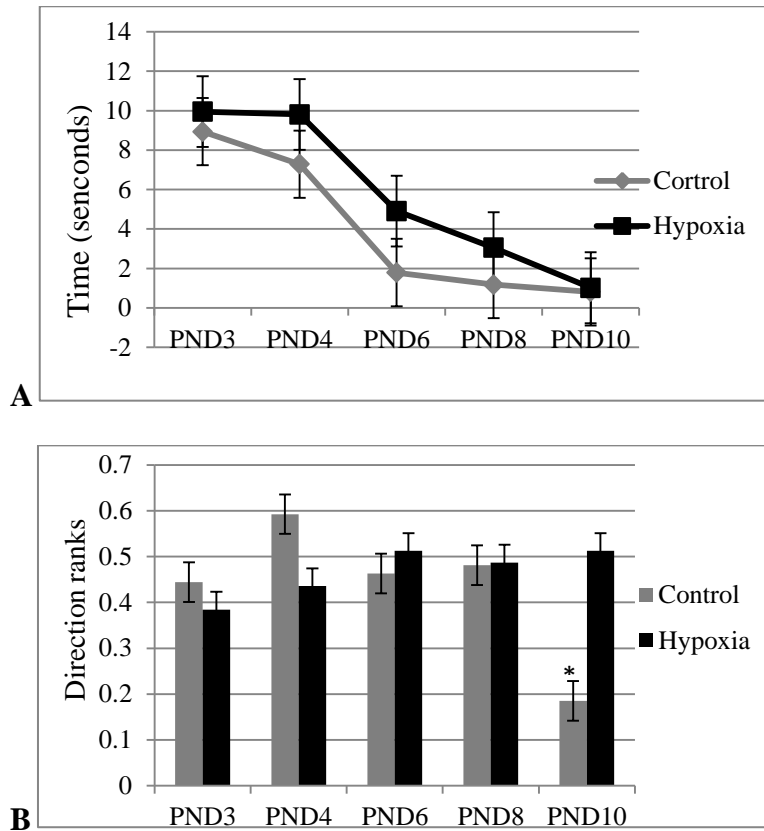 14
12
10
8
6
4
2
0
-2
Time (senconds)
PND3 PND4 PND6 PND8 PND10
Cortrol
Hypoxia
A
0.7
0.6
0.5
0.4
0.3
0.2
0.1
0
Direction ranks
*
PND3 PND4 PND6 PND8 PND10
Control
Hypoxia
B